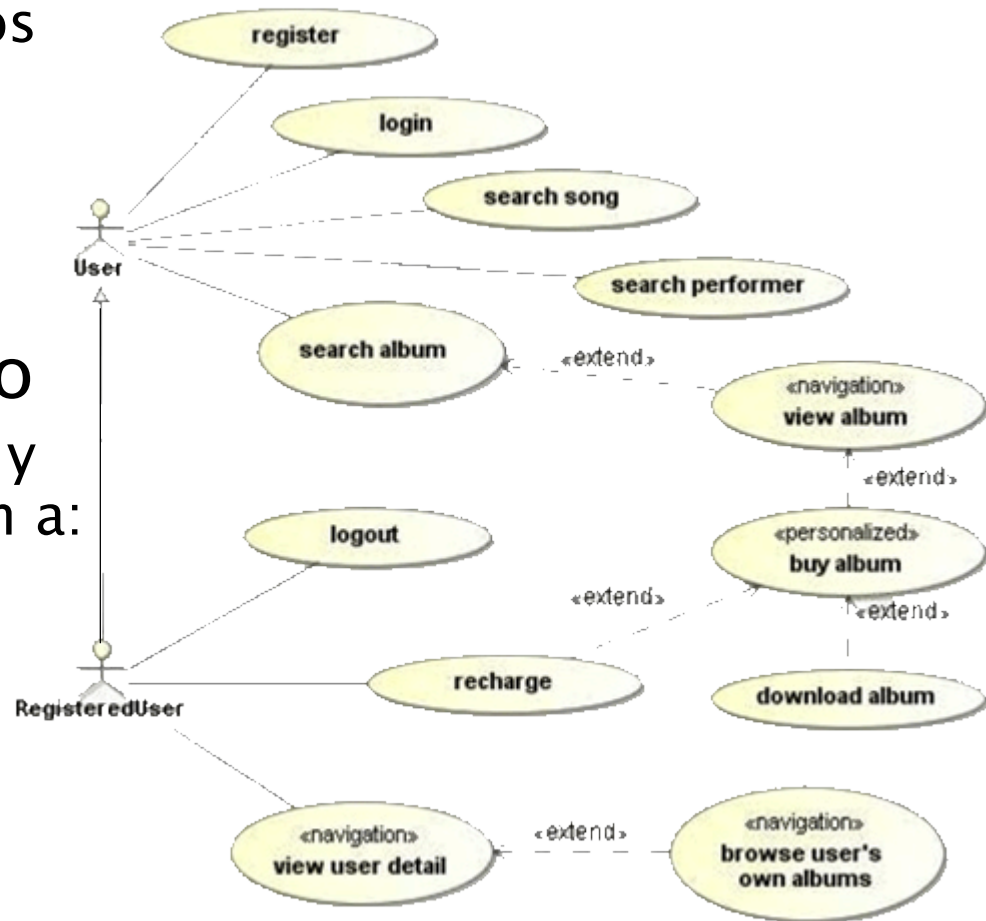 os
register
login
search song
User
search performer
search album
«extend»
o
«navigation»
view album
y
«extend»
a:
logout
«personalized»
buy album
«extend»
«extend»
recharge
download album
RegisteredUser
«navigation»
view user detail
«extend»
«navigation»
browse user's
own albums